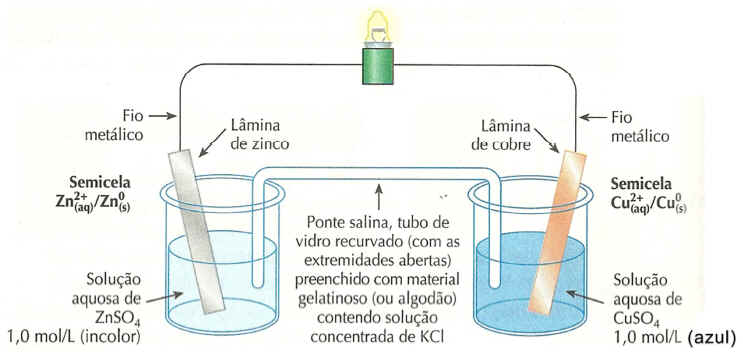 Fio
metálico
Lâmina
de zinco
Lâmina
de cobre
Fio
metálico
Semicela
Zn²⁺(aq)/Zn⁰(s)
Semicela
Cu²⁺(aq)/Cu⁰(s)
Ponte salina, tubo de
vidro recurvado (com as
extremidades abertas)
preenchido com material
gelatinoso (ou algodão)
contendo solução
concentrada de KCl
Solução
aquosa de
ZnSO₄
1,0 mol/L (incolor)
Solução
aquosa de
CuSO₄
1,0 mol/L (azul)